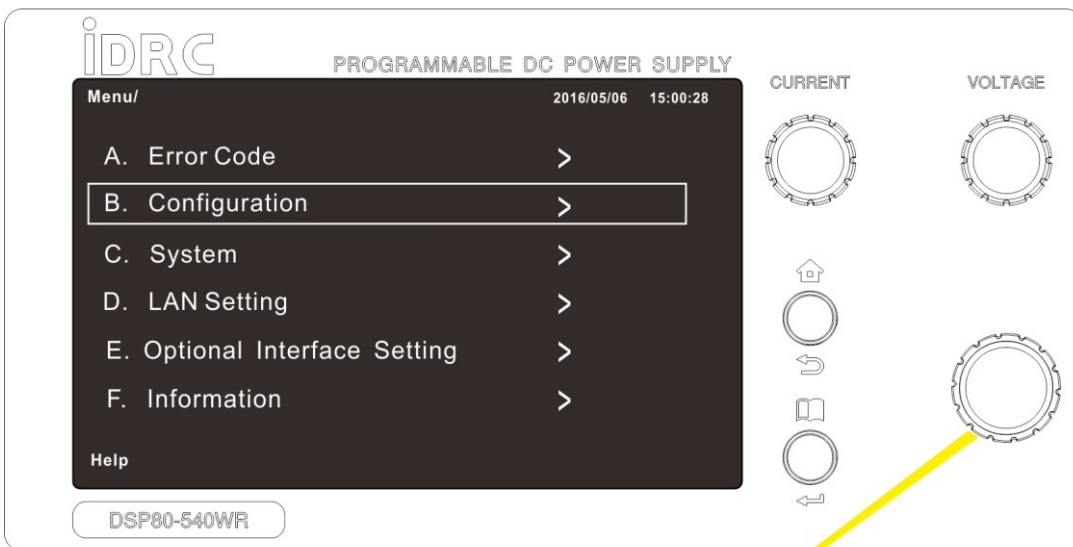 iDRC
PROGRAMMABLE DC POWER SUPPLY
CURRENT
VOLTAGE
Menu/ 2016/05/06 15:00:28
A. Error Code >
B. Configuration >
C. System >
D. LAN Setting >
E. Optional Interface Setting >
F. Information >
Help
DSP80-540WR